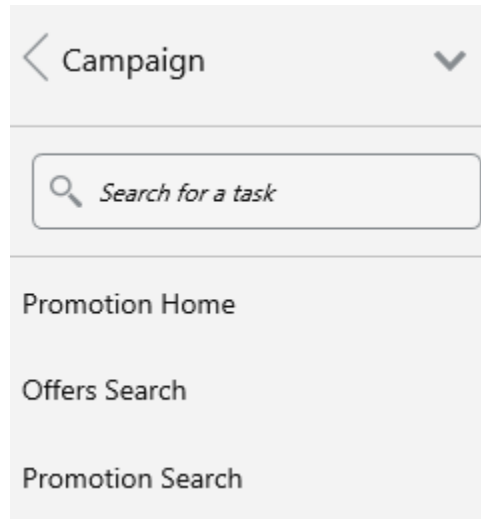 Campaign
Search for a task
Promotion Home
Offers Search
Promotion Search